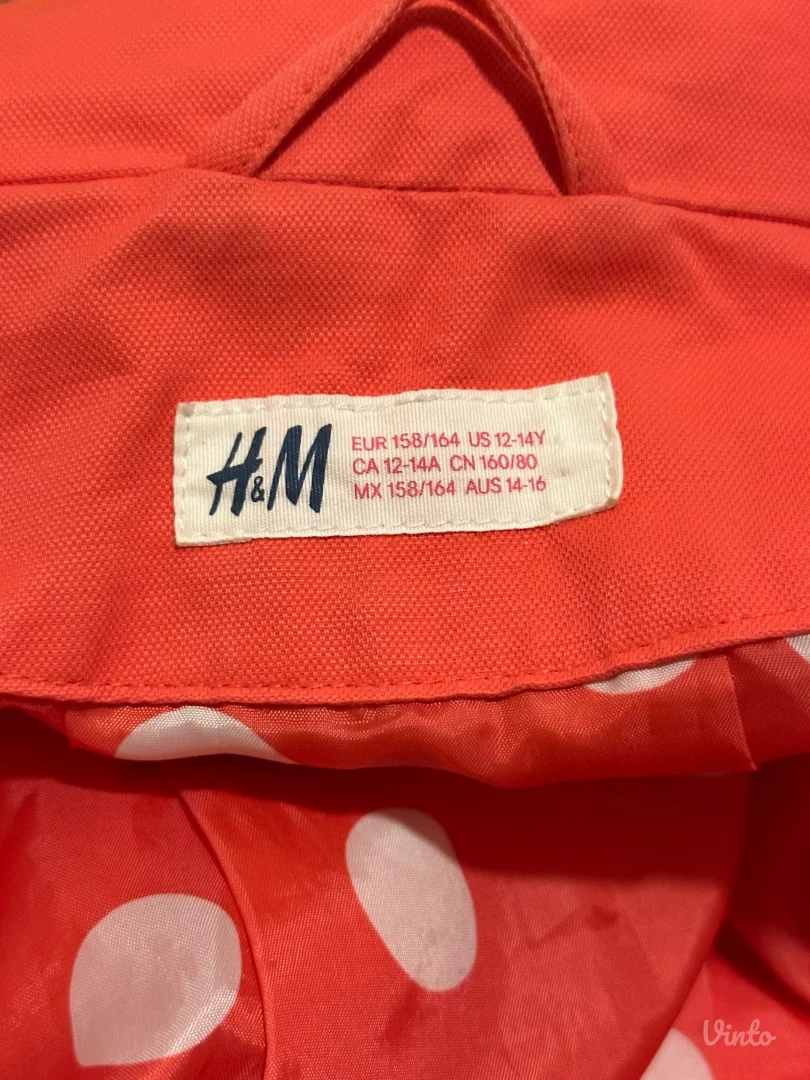 H&M
EUR 158/164 US 12-14Y
CA 12-14A CN 160/80
MX 158/164 AUS 14-16
Vinto